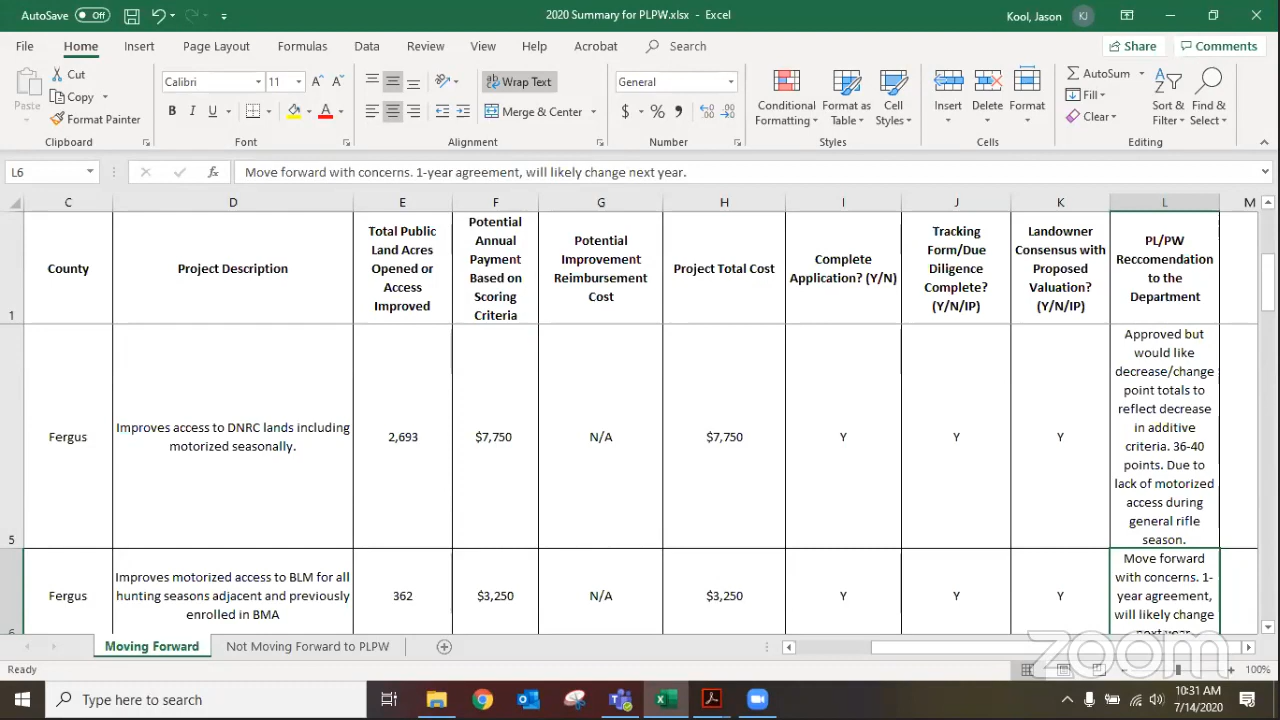 AutoSave Off 2020 Summary for PLPW.xlsx - Excel Kool, Jason KJ
File Home Insert Page Layout Formulas Data Review View Help Acrobat Search Share Comments
Paste Cut Copy Format Painter Clipboard
Calibri 11 B I U A Font
Wrap Text Merge & Center Alignment
General $ % Number
Conditional Formatting Format as Table Cell Styles Styles
Insert Delete Format Cells
AutoSum Fill Clear Sort & Filter Find & Select Editing
L6 fx Move forward with concerns. 1-year agreement, will likely change next year.
C D E F G H I J K L M
1
County
Project Description
Total Public
Land Acres
Opened or
Access
Improved
Potential
Annual
Payment
Based on
Scoring
Criteria
Potential
Improvement
Reimbursement
Cost
Project Total Cost
Complete
Application? (Y/N)
Tracking
Form/Due
Diligence
Complete?
(Y/N/IP)
Landowner
Consensus with
Proposed
Valuation?
(Y/N/IP)
PL/PW
Reccomendation
to the
Department
5
Fergus
Improves access to DNRC lands including
motorized seasonally.
2,693
$7,750
N/A
$7,750
Y
Y
Y
Approved but
would like
decrease/change
point totals to
reflect decrease
in additive
criteria. 36-40
points. Due to
lack of motorized
access during
general rifle
season.
6
Fergus
Improves motorized access to BLM for all
hunting seasons adjacent and previously
enrolled in BMA
362
$3,250
N/A
$3,250
Y
Y
Y
Move forward
with concerns. 1-
year agreement,
will likely change
next year.
Moving Forward Not Moving Forward to PLPW
Ready 100%
zoom
Type here to search
10:31 AM
7/14/2020